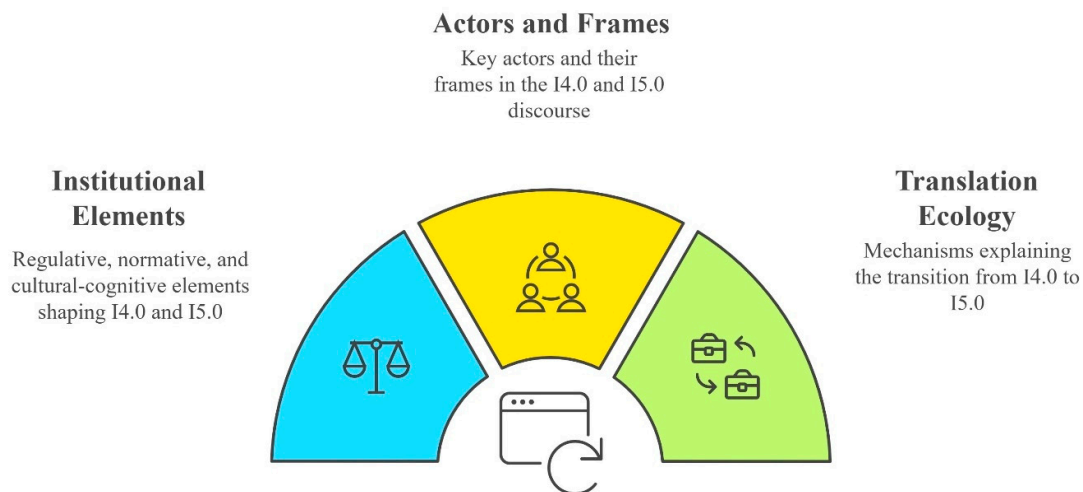 Actors and Frames
Key actors and their
frames in the I4.0 and I5.0
discourse
Institutional
Elements
Regulative, normative, and
cultural-cognitive elements
shaping I4.0 and I5.0
Translation
Ecology
Mechanisms explaining
the transition from I4.0 to
I5.0